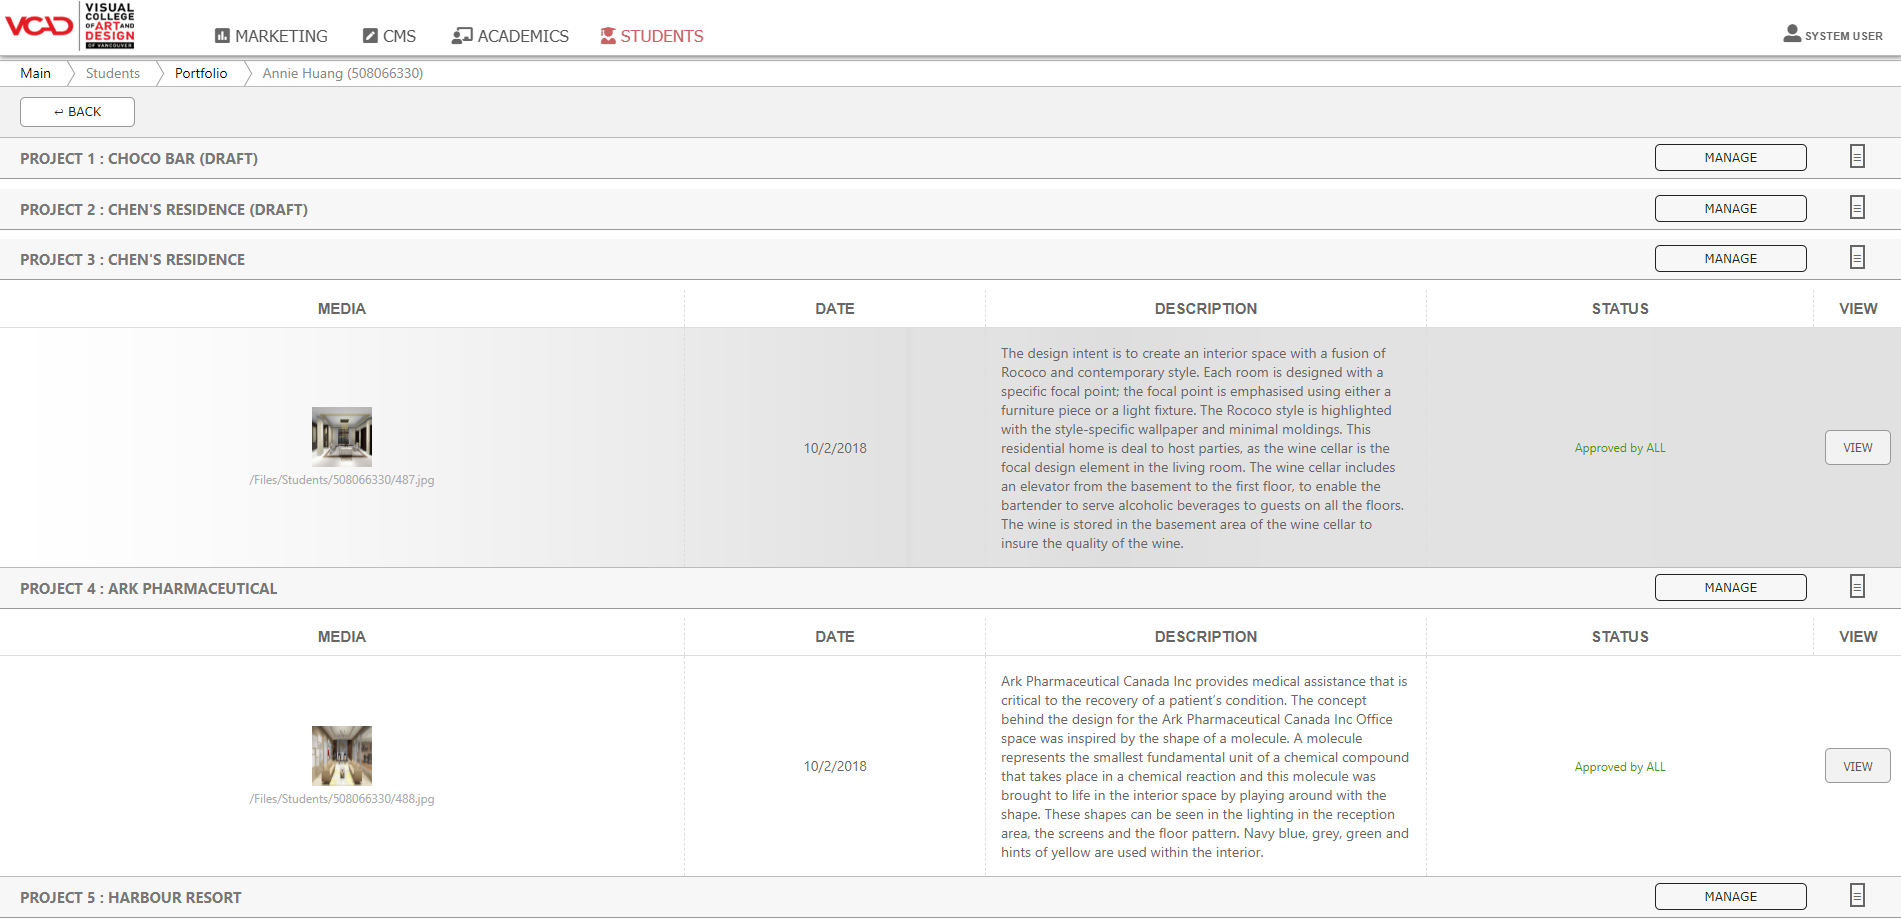 VCAD
VISUAL
COLLEGE
OF ART AND
DESIGN
OF VANCOUVER
MARKETING
CMS
ACADEMICS
STUDENTS
SYSTEM USER
Main
Students
Portfolio
Annie Huang (508066330)
↩ BACK
PROJECT 1 : CHOCO BAR (DRAFT)
MANAGE
PROJECT 2 : CHEN'S RESIDENCE (DRAFT)
MANAGE
PROJECT 3 : CHEN'S RESIDENCE
MANAGE
MEDIA DATE DESCRIPTION STATUS VIEW
/Files/Students/508066330/487.jpg
10/2/2018
The design intent is to create an interior space with a fusion of
Rococo and contemporary style. Each room is designed with a
specific focal point; the focal point is emphasised using either a
furniture piece or a light fixture. The Rococo style is highlighted
with the style-specific wallpaper and minimal moldings. This
residential home is deal to host parties, as the wine cellar is the
focal design element in the living room. The wine cellar includes
an elevator from the basement to the first floor, to enable the
bartender to serve alcoholic beverages to guests on all the floors.
The wine is stored in the basement area of the wine cellar to
insure the quality of the wine.
Approved by ALL
VIEW
PROJECT 4 : ARK PHARMACEUTICAL
MANAGE
MEDIA DATE DESCRIPTION STATUS VIEW
/Files/Students/508066330/488.jpg
10/2/2018
Ark Pharmaceutical Canada Inc provides medical assistance that is
critical to the recovery of a patient’s condition. The concept
behind the design for the Ark Pharmaceutical Canada Inc Office
space was inspired by the shape of a molecule. A molecule
represents the smallest fundamental unit of a chemical compound
that takes place in a chemical reaction and this molecule was
brought to life in the interior space by playing around with the
shape. These shapes can be seen in the lighting in the reception
area, the screens and the floor pattern. Navy blue, grey, green and
hints of yellow are used within the interior.
Approved by ALL
VIEW
PROJECT 5 : HARBOUR RESORT
MANAGE